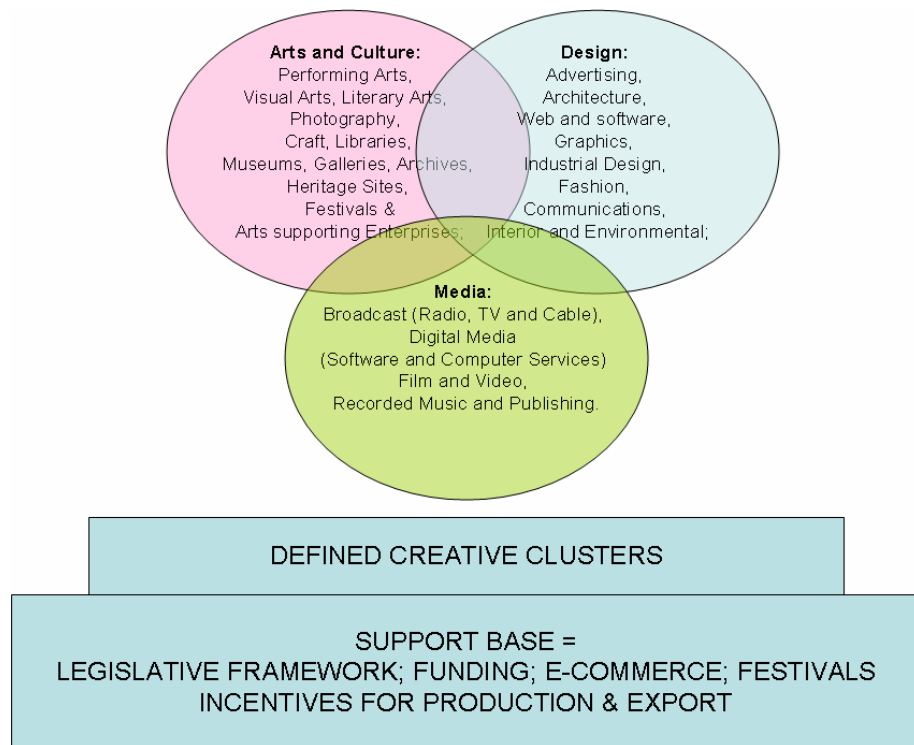 Arts and Culture:
Performing Arts,
Visual Arts, Literary Arts,
Photography,
Craft, Libraries,
Museums, Galleries, Archives,
Heritage Sites,
Festivals &
Arts supporting Enterprises;
Design:
Advertising,
Architecture,
Web and software,
Graphics,
Industrial Design,
Fashion,
Communications,
Interior and Environmental;
Media:
Broadcast (Radio, TV and Cable),
Digital Media
(Software and Computer Services)
Film and Video,
Recorded Music and Publishing.
DEFINED CREATIVE CLUSTERS
SUPPORT BASE =
LEGISLATIVE FRAMEWORK; FUNDING; E-COMMERCE; FESTIVALS
INCENTIVES FOR PRODUCTION & EXPORT